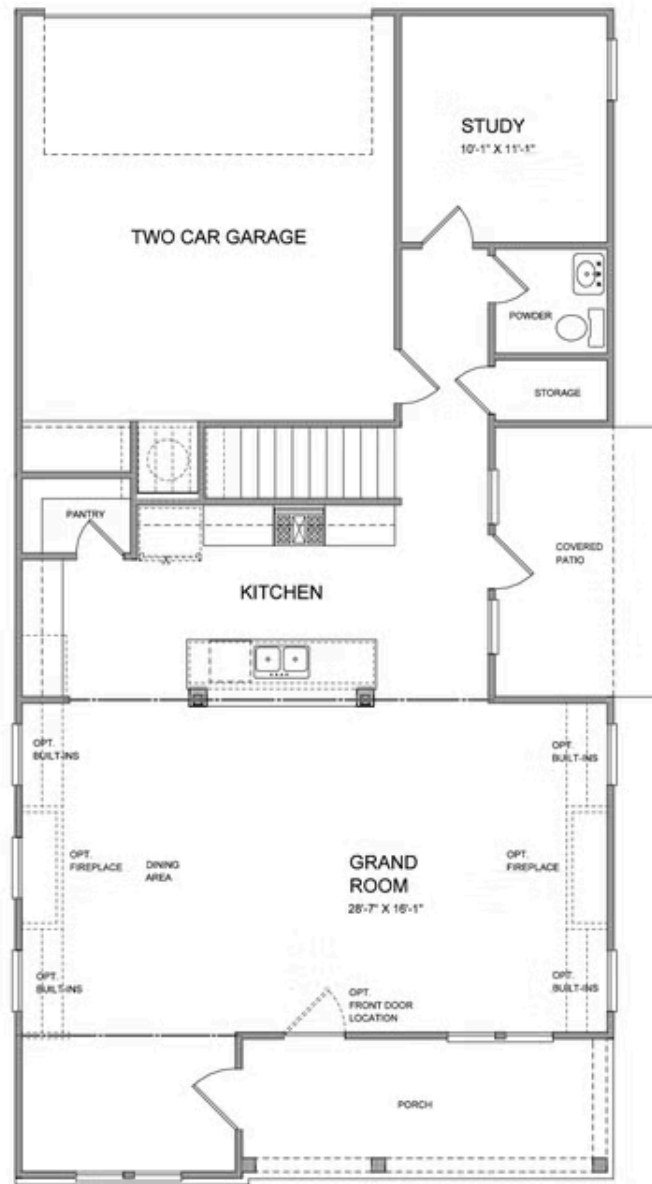 STUDY
10'-1" X 11'-1"
TWO CAR GARAGE
POWDER
STORAGE
PANTRY
COVERED
PATIO
KITCHEN
OPT.
BUILT-INS
OPT.
BUILT-INS
OPT.
FIREPLACE
DINING
AREA
GRAND
ROOM
28'-7" X 16'-1"
OPT.
FIREPLACE
OPT.
BUILT-INS
OPT.
FRONT DOOR
LOCATION
OPT.
BUILT-INS
PORCH